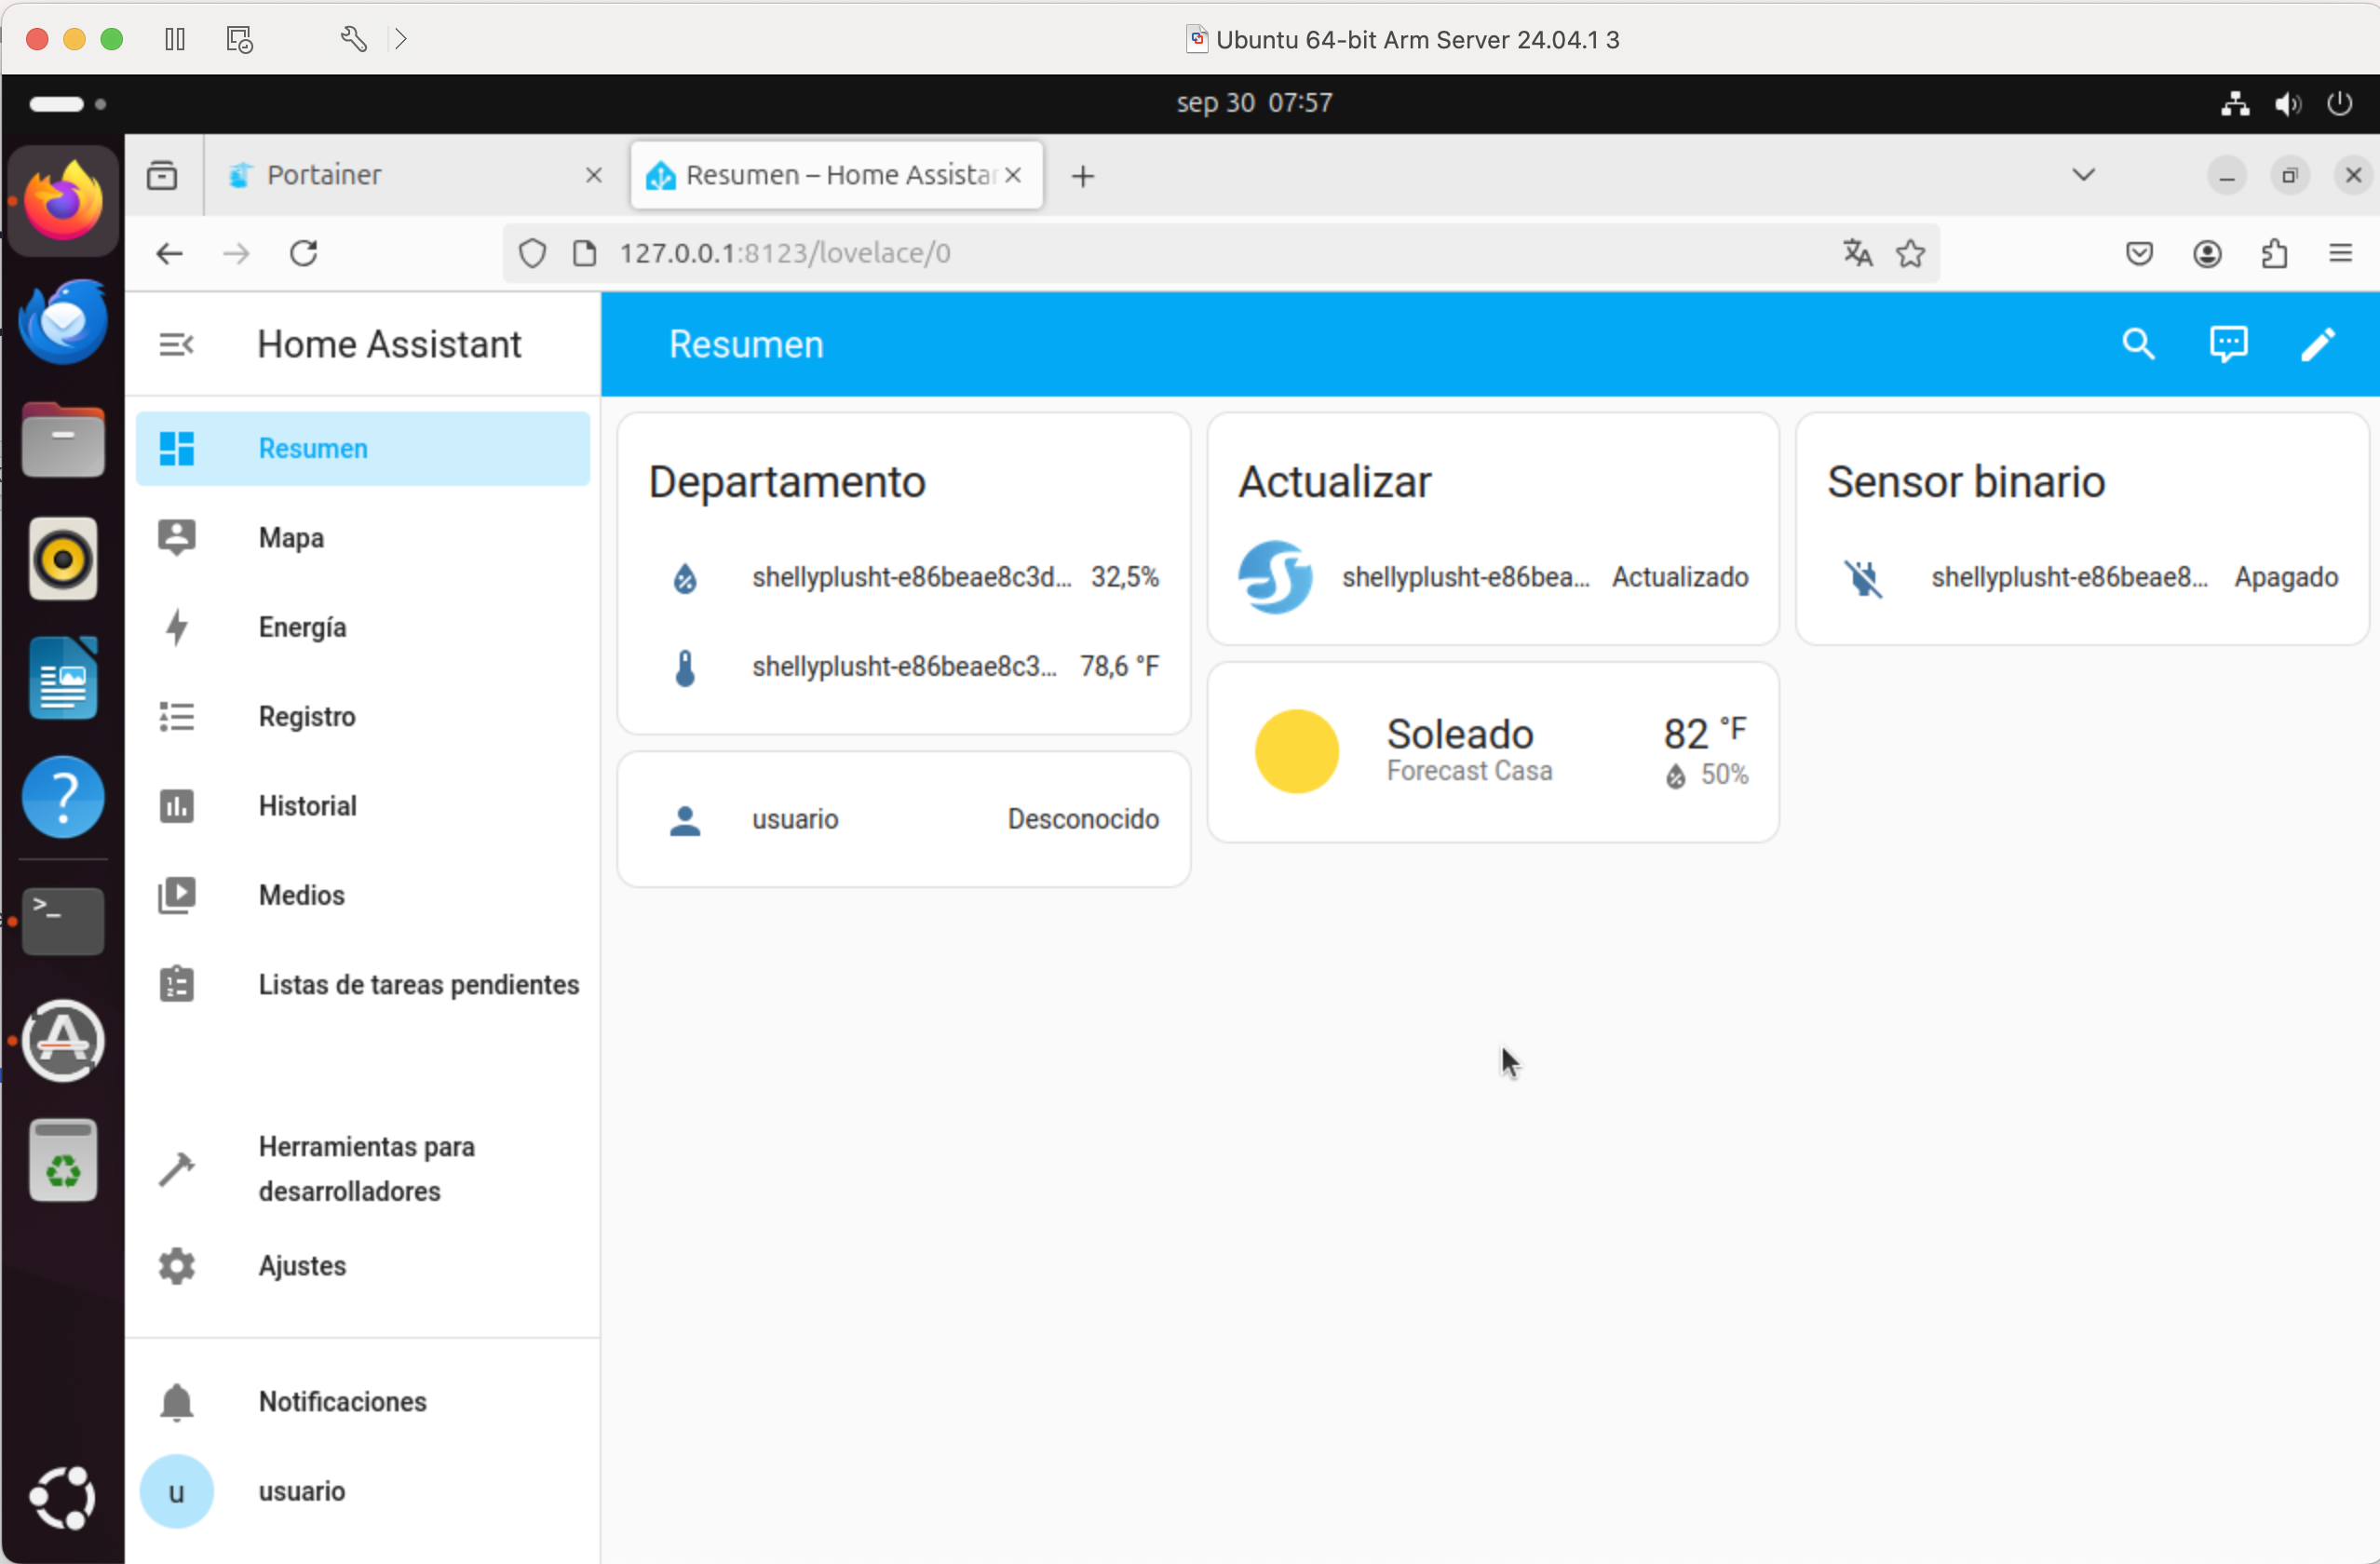 Ubuntu 64-bit Arm Server 24.04.1 3
sep 30 07:57
Portainer
Resumen – Home Assistar
127.0.0.1:8123/lovelace/0
Home Assistant
Resumen
Resumen
Mapa
Energía
Registro
Historial
Medios
Listas de tareas pendientes
Herramientas para
desarrolladores
Ajustes
Notificaciones
u usuario
Departamento
shellyplusht-e86beae8c3d... 32,5%
shellyplusht-e86beae8c3... 78,6 °F
usuario Desconocido
Actualizar
shellyplusht-e86bea... Actualizado
Soleado 82 °F
Forecast Casa 50%
Sensor binario
shellyplusht-e86beae8... Apagado